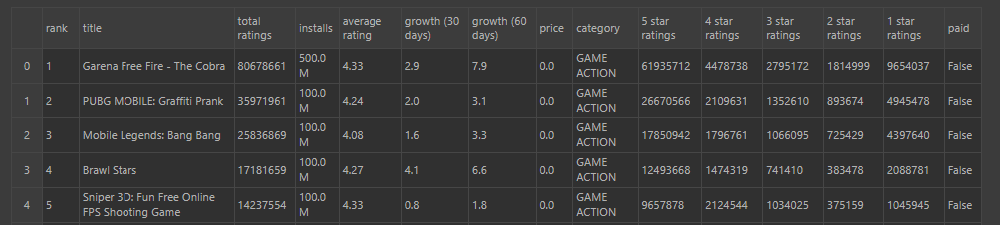 rank title total ratings installs average rating growth (30 days) growth (60 days) price category 5 star ratings 4 star ratings 3 star ratings 2 star ratings 1 star ratings paid
0 1 Garena Free Fire - The Cobra 80678661 500.0 M 4.33 2.9 7.9 0.0 GAME ACTION 61935712 4478738 2795172 1814999 9654037 False
1 2 PUBG MOBILE: Graffiti Prank 35971961 100.0 M 4.24 2.0 3.1 0.0 GAME ACTION 26670566 2109631 1352610 893674 4945478 False
2 3 Mobile Legends: Bang Bang 25836869 100.0 M 4.08 1.6 3.3 0.0 GAME ACTION 17850942 1796761 1066095 725429 4397640 False
3 4 Brawl Stars 17181659 100.0 M 4.27 4.1 6.6 0.0 GAME ACTION 12493668 1474319 741410 383478 2088781 False
4 5 Sniper 3D: Fun Free Online FPS Shooting Game 14237554 100.0 M 4.33 0.8 1.8 0.0 GAME ACTION 9657878 2124544 1034025 375159 1045945 False